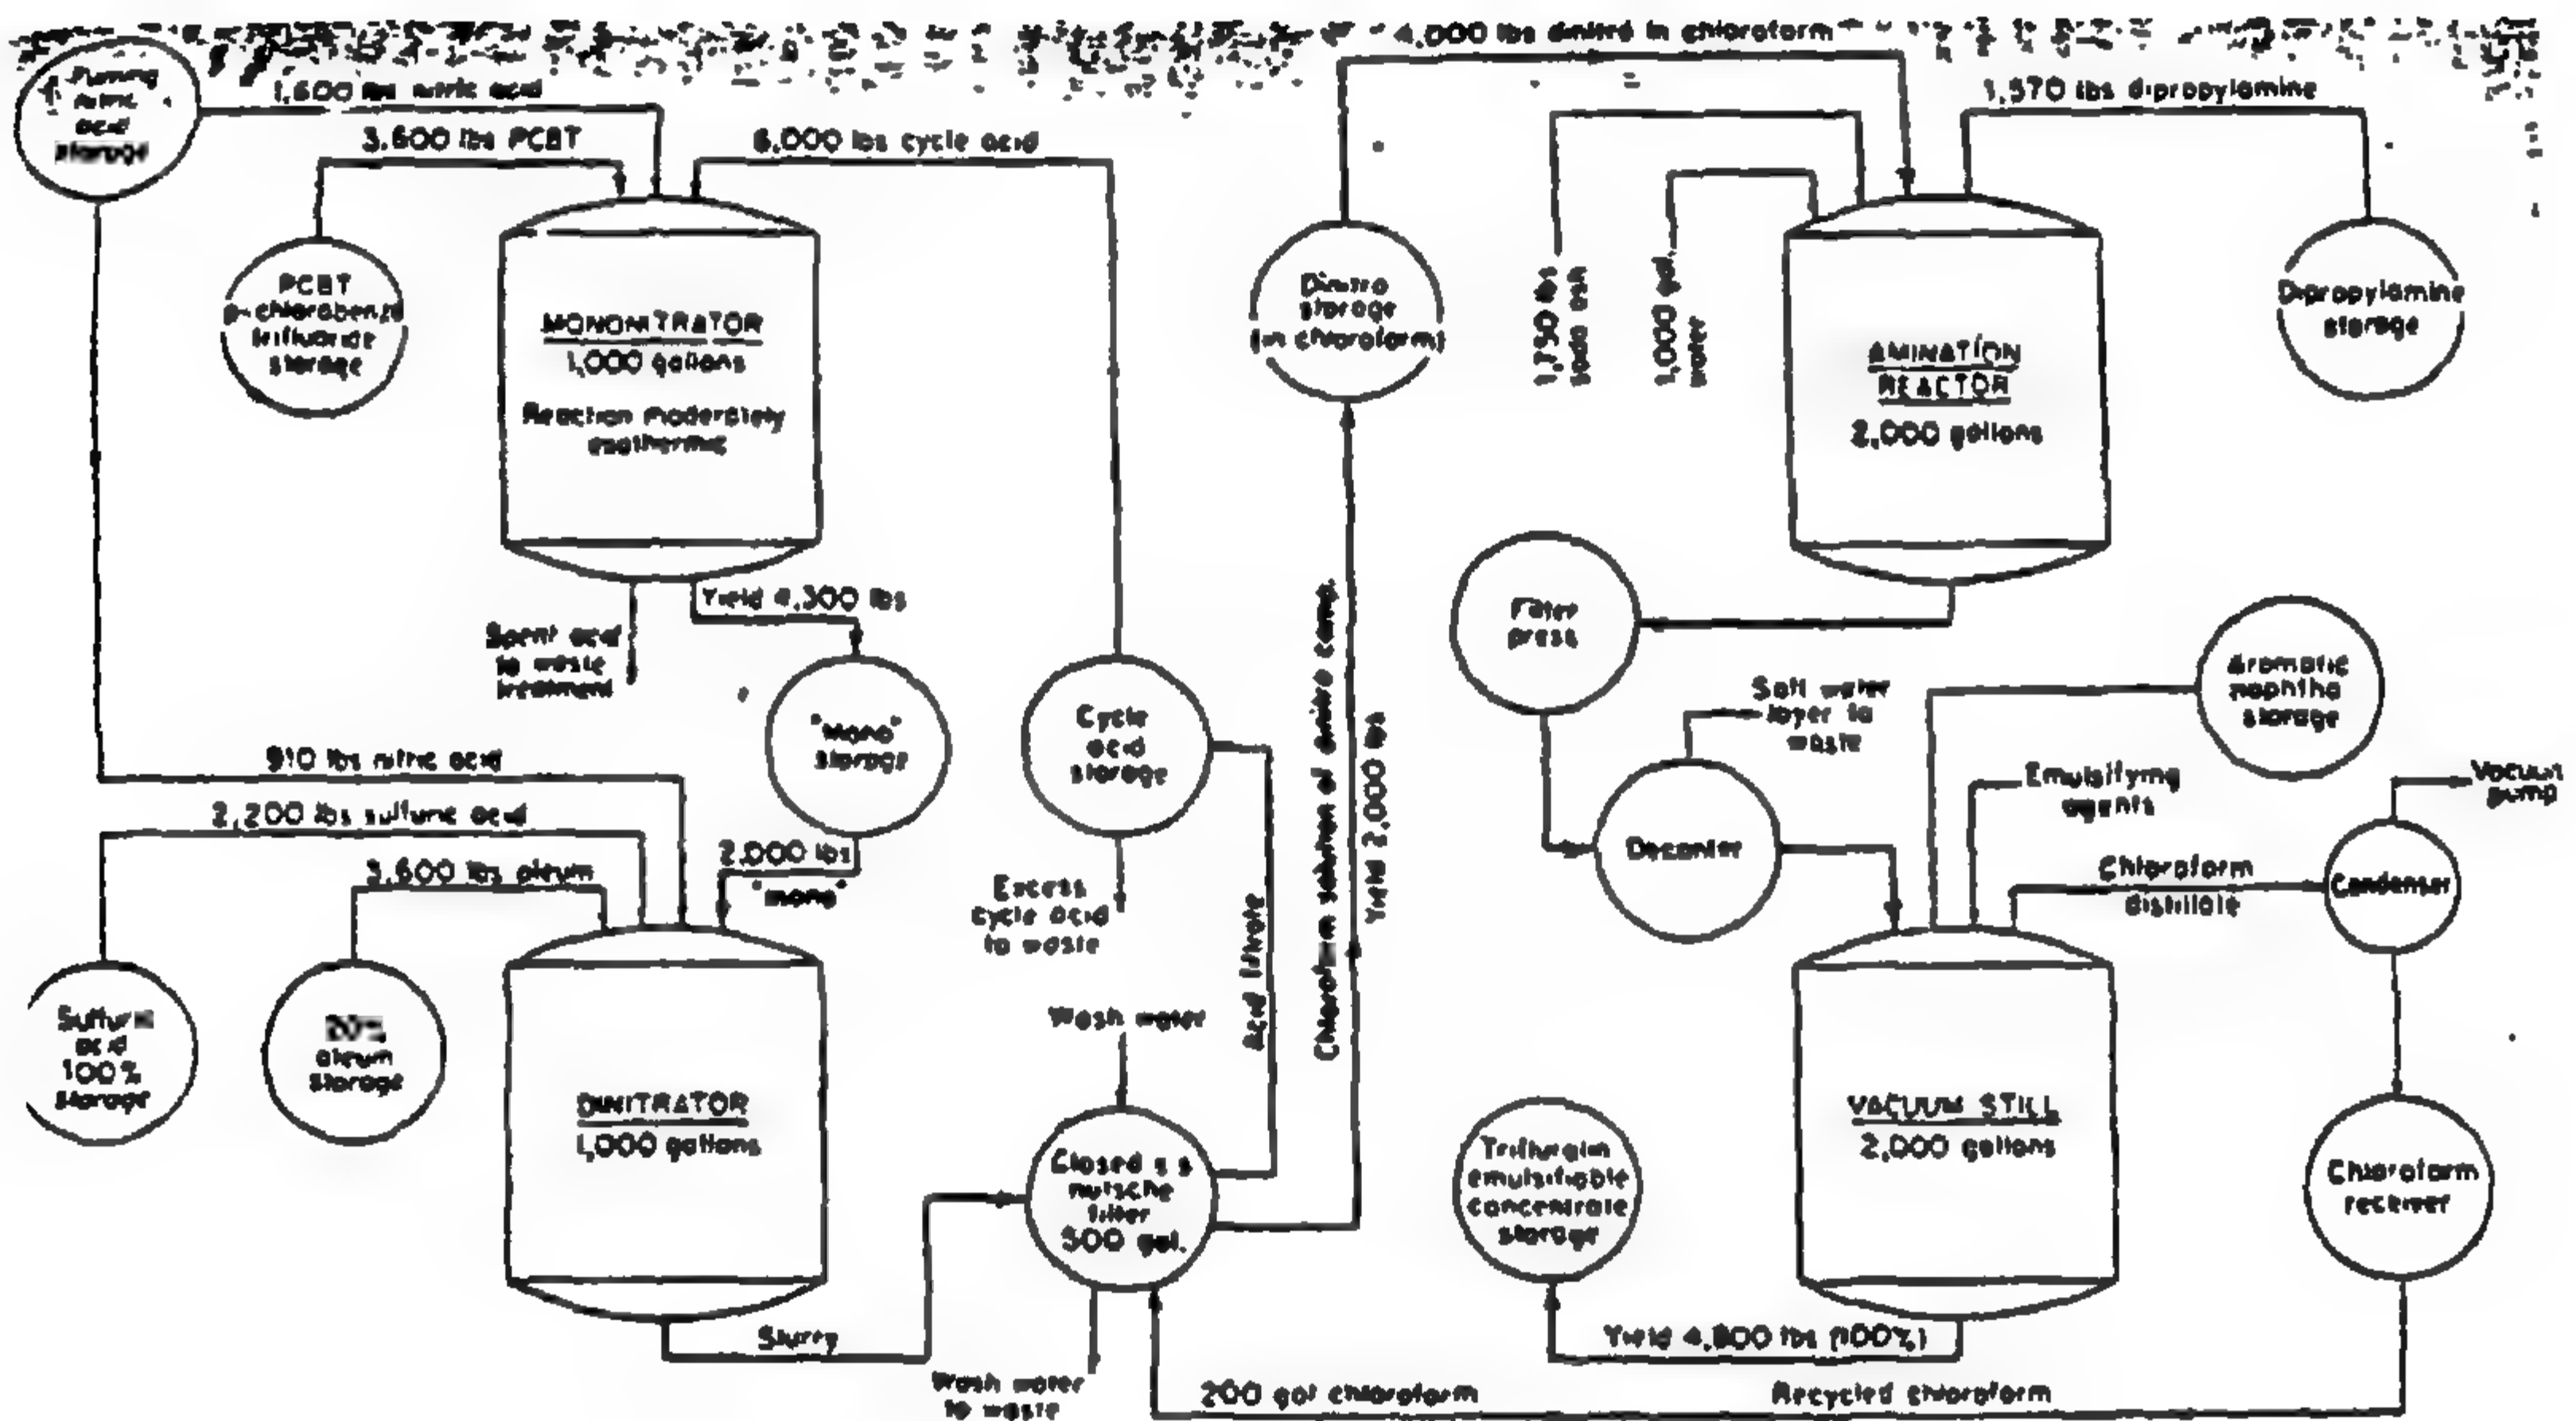 Fuming
nitric
acid
storage
1,600 lbs nitric acid
3,600 lbs PCBT
6,000 lbs cycle acid
PCBT
p-chlorobenzo
trifluoride
storage
MONONITRATOR
1,000 gallons
Reaction moderately
exothermic
Spent acid
to waste
treatment
Yield 4,300 lbs
"Mono"
storage
Cycle
acid
storage
910 lbs nitric acid
2,200 lbs sulfuric acid
3,600 lbs oleum
2,000 lbs
"mono"
Excess
cycle acid
to waste
Sulfuric
acid
100%
storage
20%
oleum
storage
DINITRATOR
1,000 gallons
Slurry
Wash water
Acid filtrate
Closed s s
nutsche
filter
500 gal.
Wash water
to waste
Chloroform solution of dinitro comp.
Yield 2,000 lbs
4,000 lbs dinitro in chloroform
1,570 lbs dipropylamine
Dinitro
storage
(in chloroform)
1,750 lbs
soda ash
1,000 gal.
water
AMINATION
REACTOR
2,000 gallons
Dipropylamine
storage
Filter
press
Salt water
layer to
waste
Decanter
Aromatic
naphtha
storage
Emulsifying
agents
Vacuum
pump
Chloroform
distillate
Condenser
VACUUM STILL
2,000 gallons
Trifluralin
emulsifiable
concentrate
storage
Chloroform
receiver
Yield 4,800 lbs (100%)
200 gal chloroform
Recycled chloroform